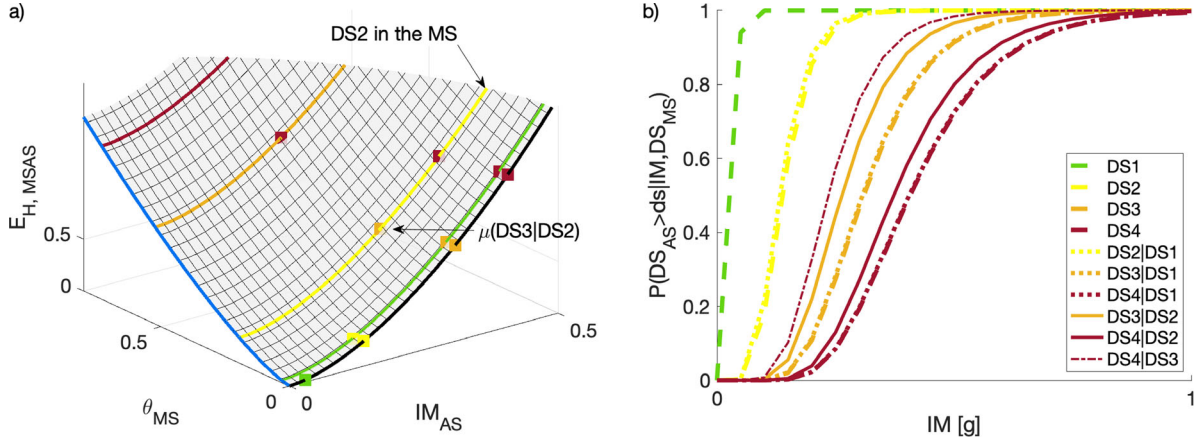 a)
DS2 in the MS
E_H, MSAS
0.5
0
0.5
0
θ_MS
0
IM_AS
0.5
μ(DS3|DS2)
b)
P(DS_AS>ds|IM,DS_MS)
1
0.8
0.6
0.4
0.2
0
0
1
IM [g]
DS1
DS2
DS3
DS4
DS2|DS1
DS3|DS1
DS4|DS1
DS3|DS2
DS4|DS2
DS4|DS3